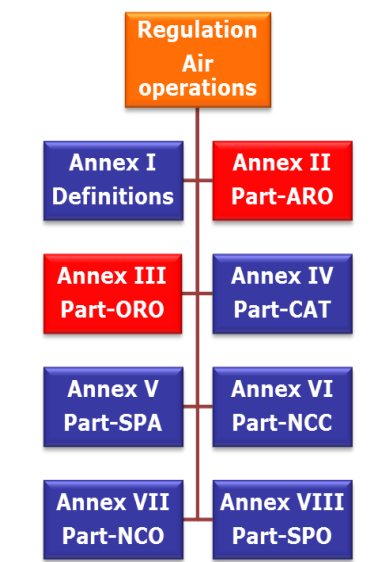 Regulation
Air
operations
Annex I
Definitions
Annex II
Part-ARO
Annex III
Part-ORO
Annex IV
Part-CAT
Annex V
Part-SPA
Annex VI
Part-NCC
Annex VII
Part-NCO
Annex VIII
Part-SPO